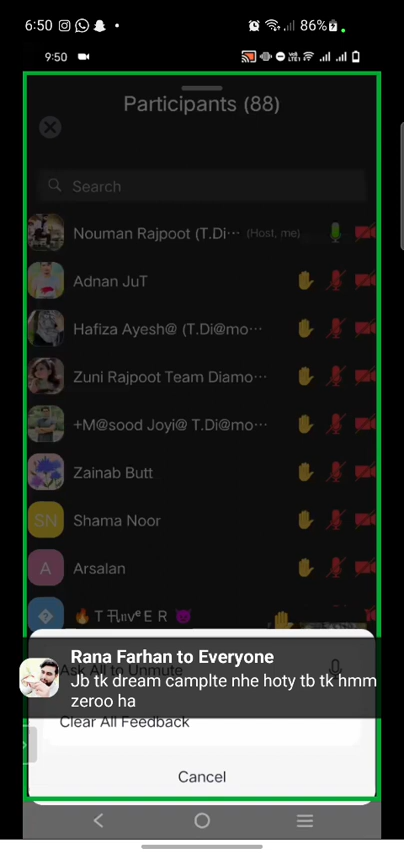 6:50
86%
9:50
Participants (88)
Search
Nouman Rajpoot (T.Di··· (Host, me)
Adnan JuT
Hafiza Ayesh@ (T.Di@mo···
Zuni Rajpoot Team Diamo···
+M@sood Joyi@ T.Di@mo···
Zainab Butt
SN Shama Noor
A Arsalan
Rana Farhan to Everyone
Ask All to Unmute
Jb tk dream camplte nhe hoty tb tk hmm
zeroo ha
Clear All Feedback
Cancel